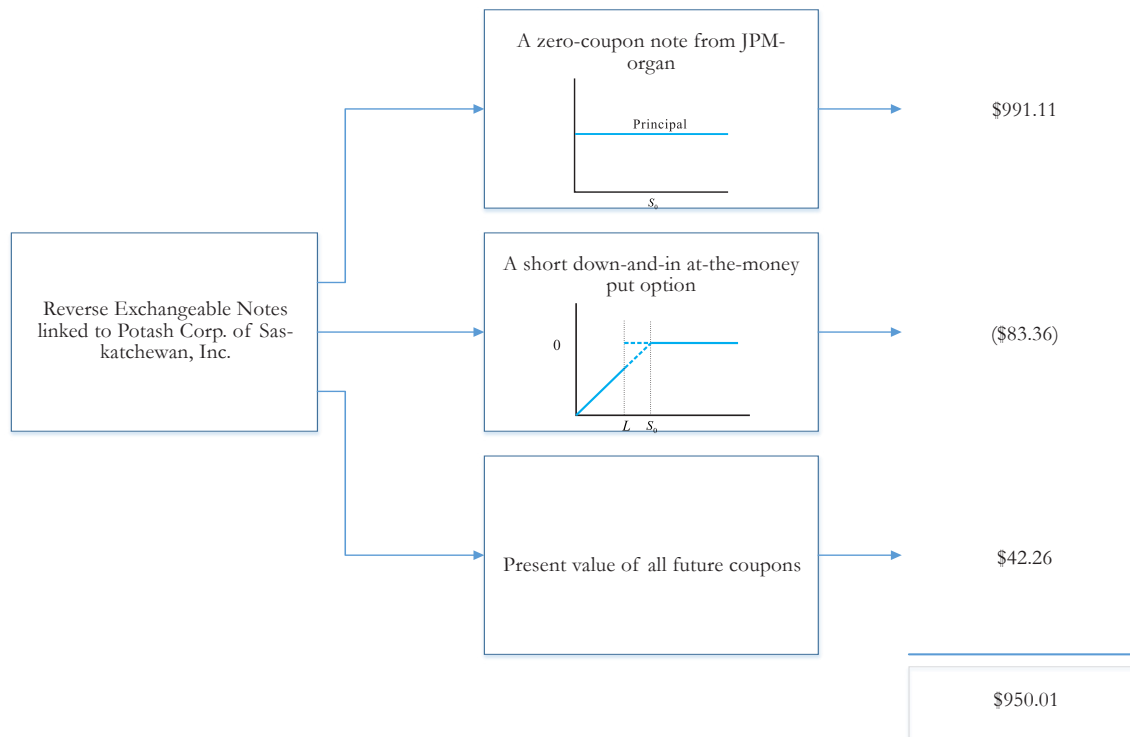 Reverse Exchangeable Notes
linked to Potash Corp. of Sas-
katchewan, Inc.
A zero-coupon note from JPM-
organ
Principal
S₀
$991.11
A short down-and-in at-the-money
put option
0
L S₀
($83.36)
Present value of all future coupons
$42.26
$950.01